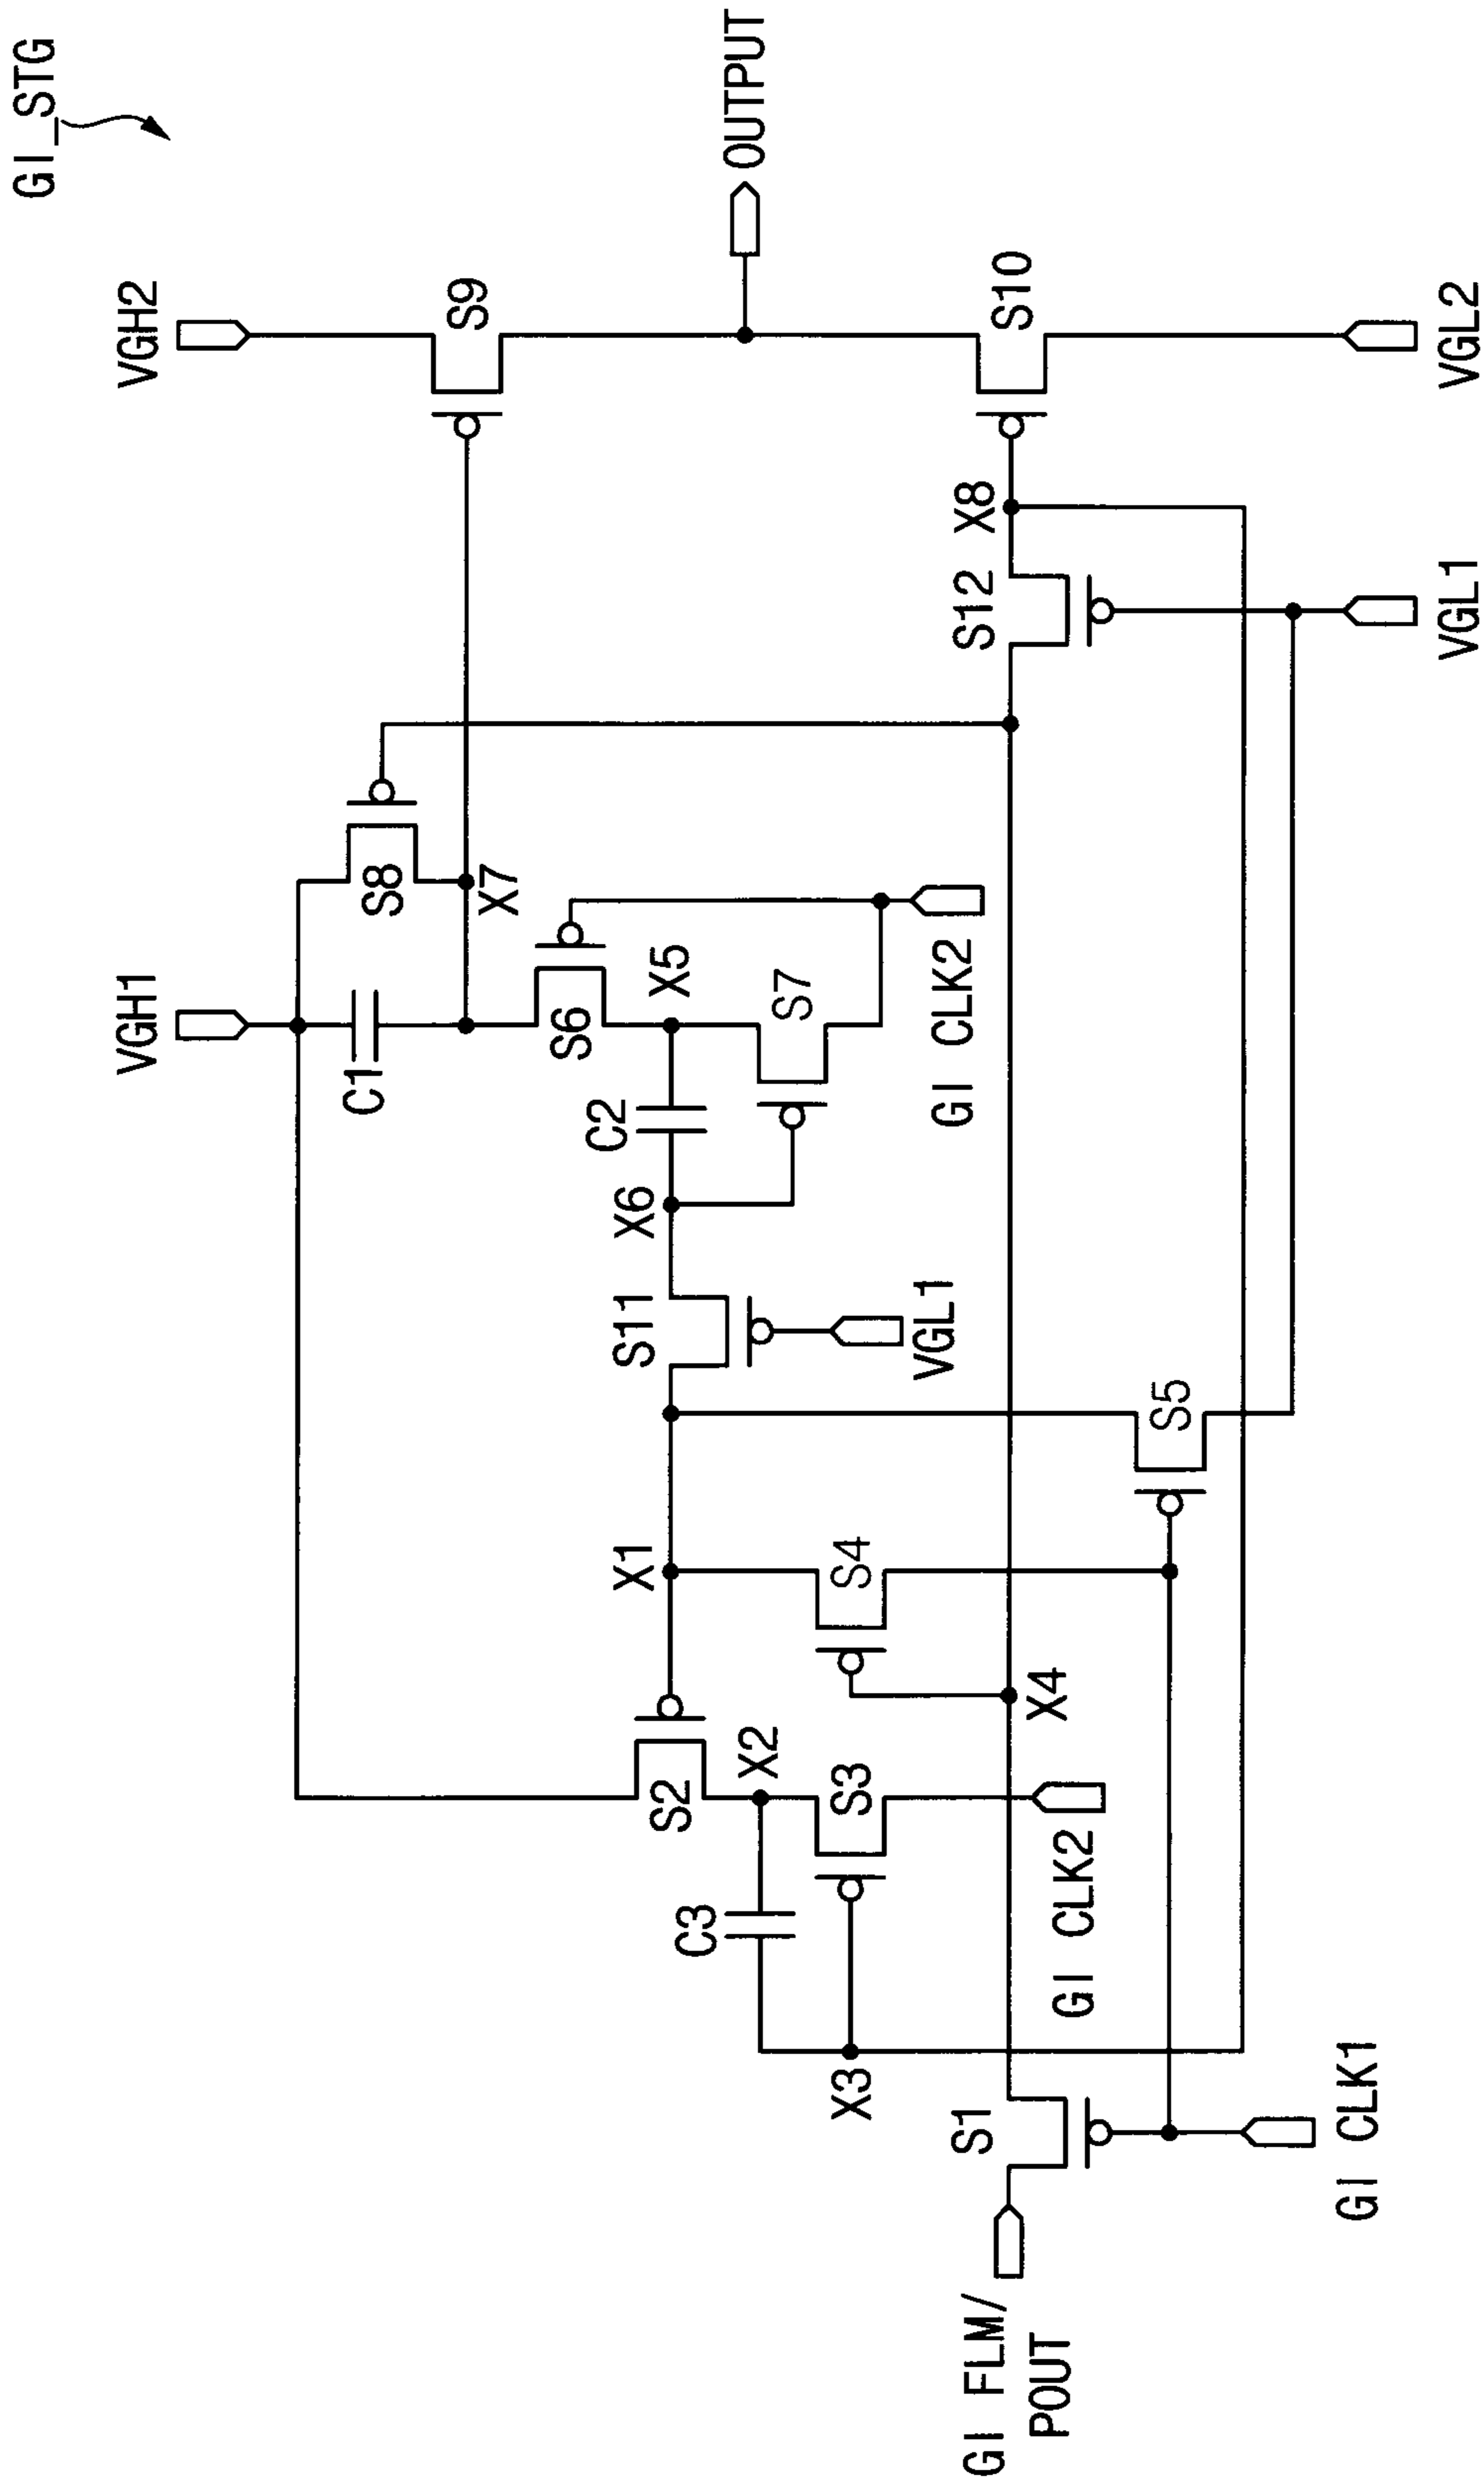 GI_STG
VGH1
VGH2
C1
S8
S9
X7
S6
S2
X1
S11
X6
C2
X5
C3
X2
OUTPUT
X3
S3
S4
S7
VGL1
GI CLK2
S1
S12
X8
S10
GI FLM/
POUT
X4
GI CLK2
S5
GI CLK1
VGL1
VGL2